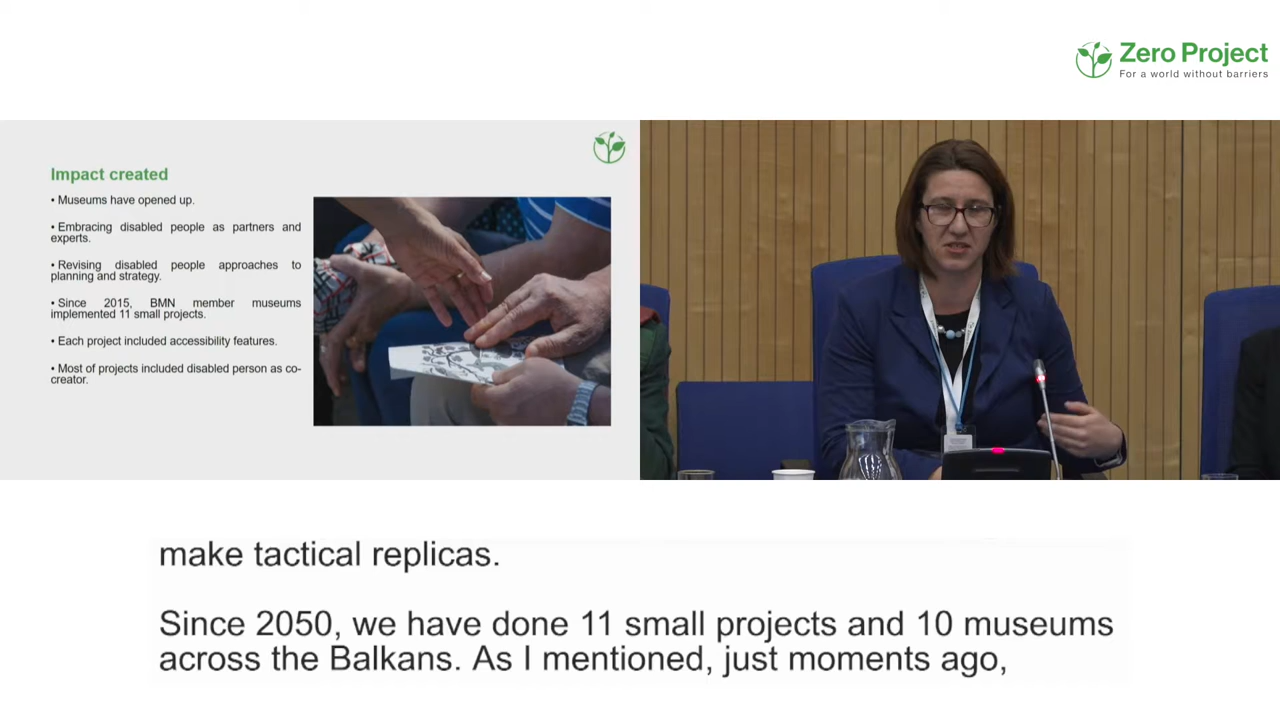 Zero Project
For a world without barriers
Impact created
• Museums have opened up.
• Embracing disabled people as partners and
experts.
• Revising disabled people approaches to
planning and strategy.
• Since 2015, BMN member museums
implemented 11 small projects.
• Each project included accessibility features.
• Most of projects included disabled person as co-
creator.
make tactical replicas.
Since 2050, we have done 11 small projects and 10 museums
across the Balkans. As I mentioned, just moments ago,